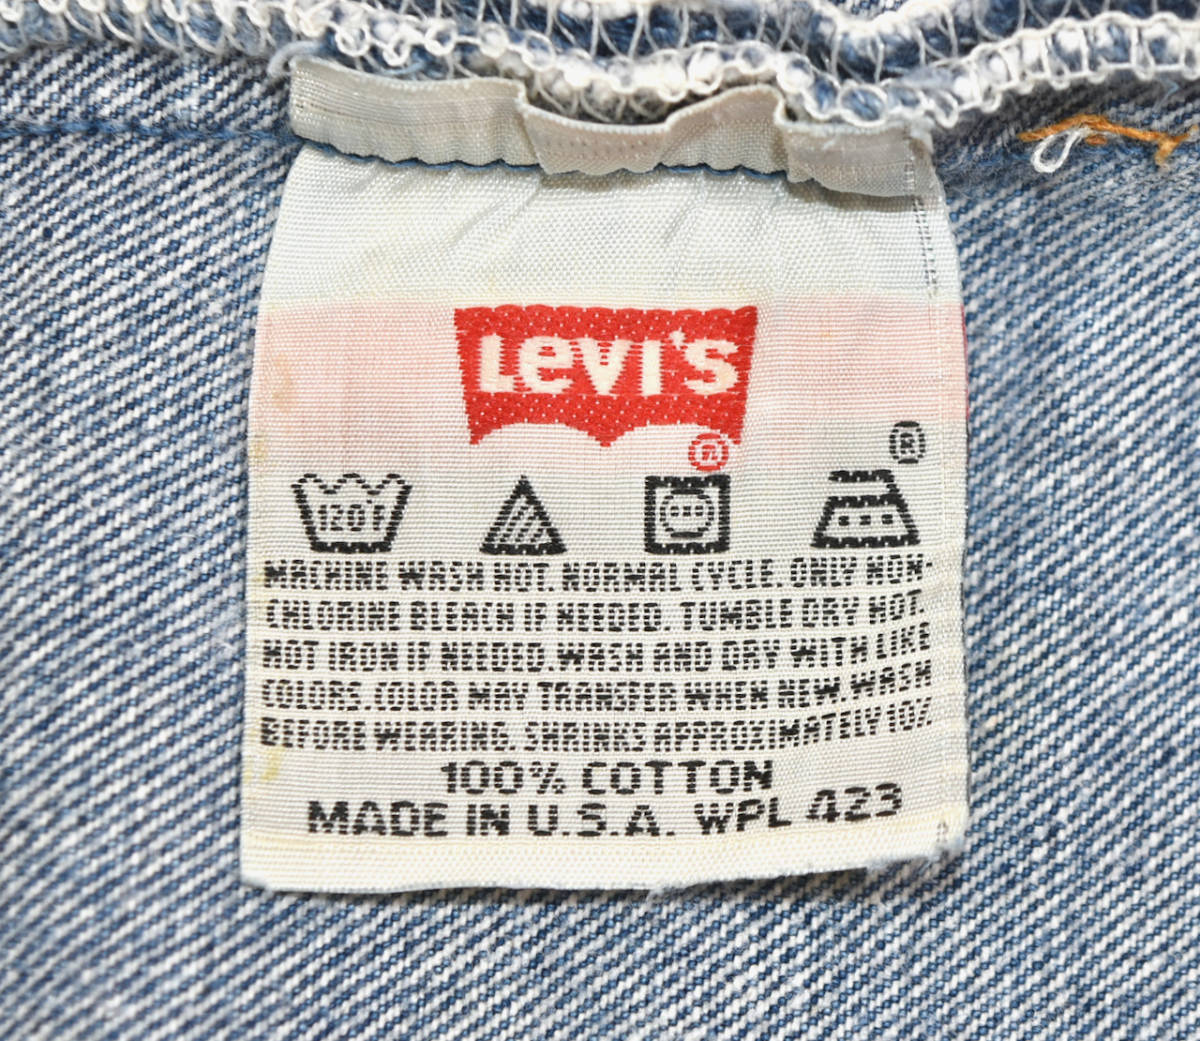 Levi's
®
®
120F
MACHINE WASH HOT. NORMAL CYCLE. ONLY NON-
CHLORINE BLEACH IF NEEDED. TUMBLE DRY HOT.
HOT IRON IF NEEDED. WASH AND DRY WITH LIKE
COLORS. COLOR MAY TRANSFER WHEN NEW. WASH
BEFORE WEARING. SHRINKS APPROXIMATELY 10%
100% COTTON
MADE IN U.S.A. WPL 423